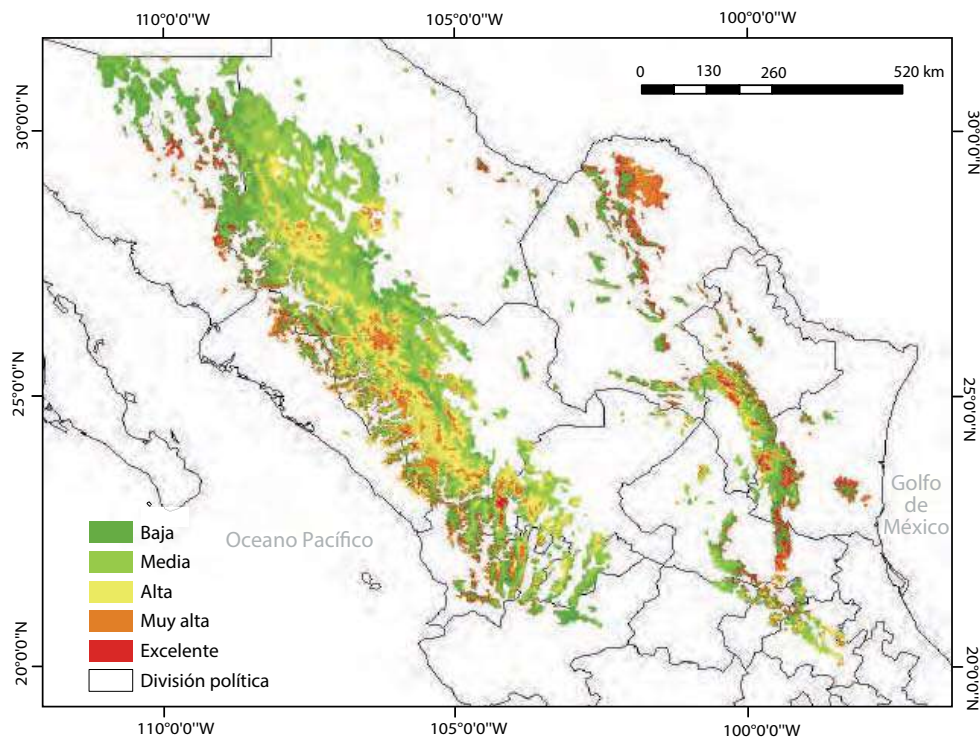 110°0'0"W 105°0'0"W 100°0'0"W
0 130 260 520 km
30°0'0"N 30°0'0"N
25°0'0"N 25°0'0"N
Golfo
de
México
Oceano Pacífico
Baja
Media
Alta
Muy alta
Excelente
División política
20°0'0"N 20°0'0"N
110°0'0"W 105°0'0"W 100°0'0"W